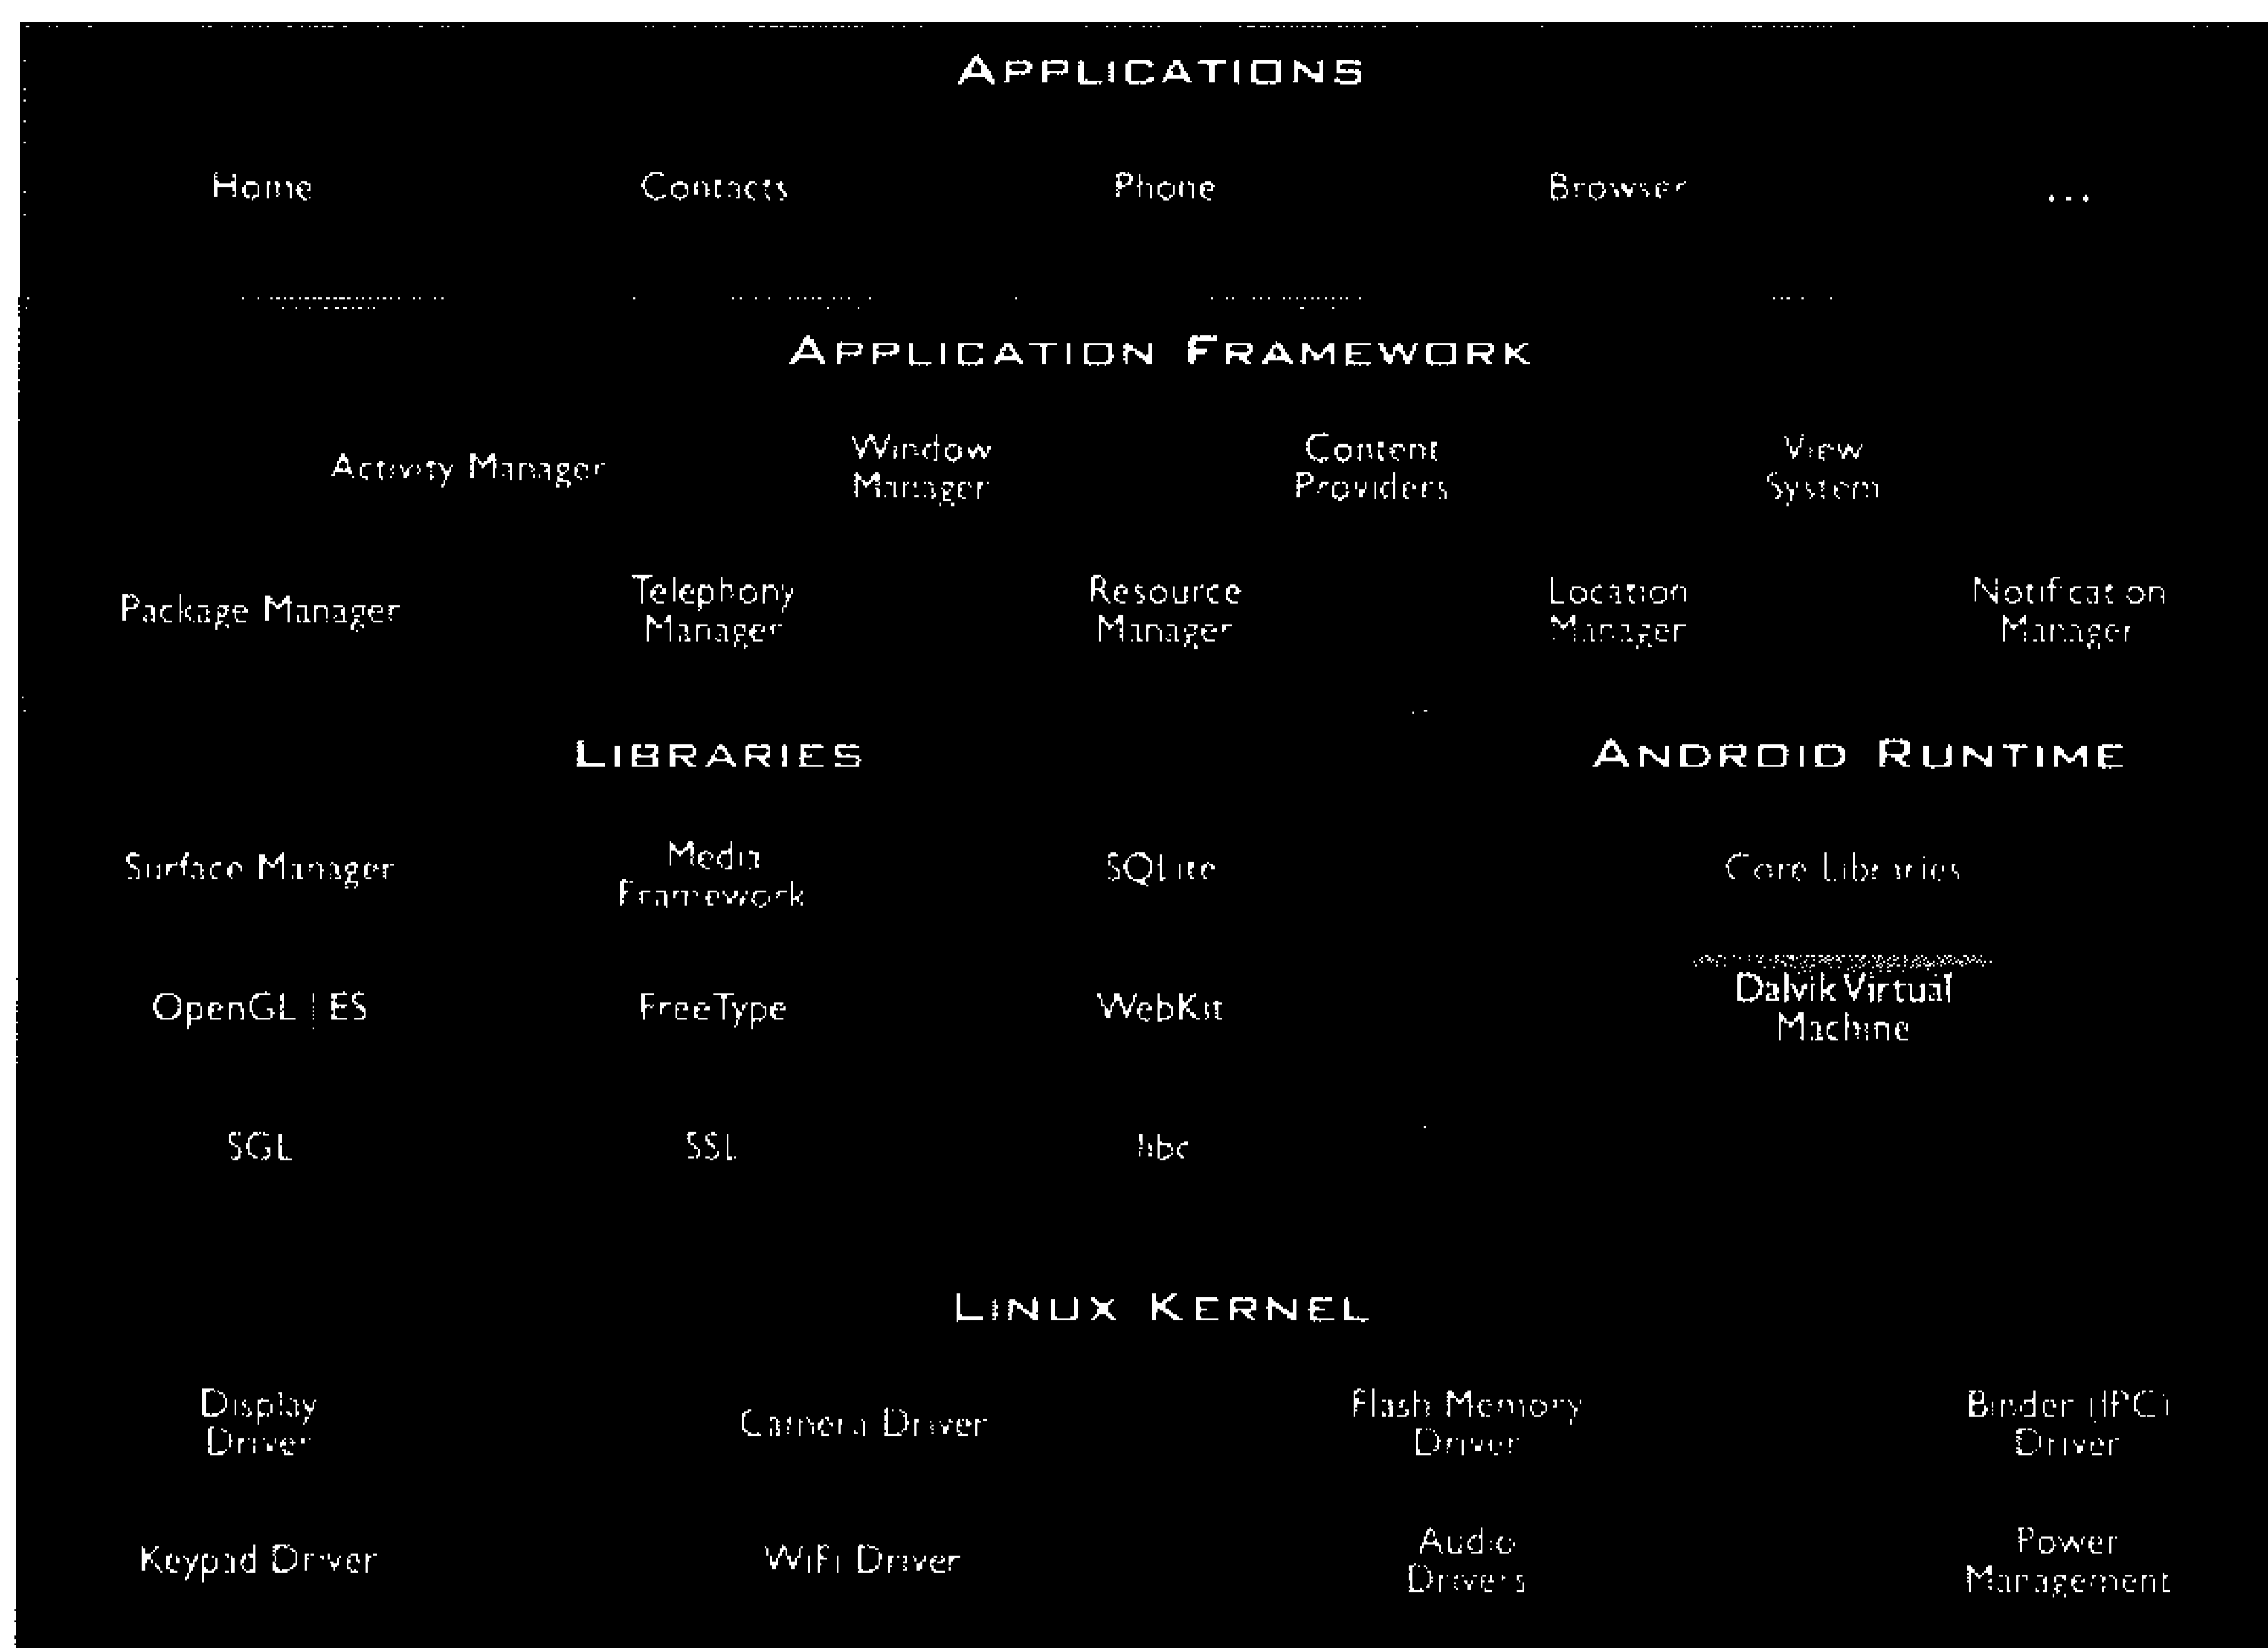 APPLICATIONS
Home Contacts Phone Browser ...
APPLICATION FRAMEWORK
Activity Manager Window Manager Content Providers View System
Package Manager Telephony Manager Resource Manager Location Manager Notification Manager
LIBRARIES ANDROID RUNTIME
Surface Manager Media Framework SQLite Core Libraries
OpenGL | ES FreeType WebKit Dalvik Virtual Machine
SGL SSL libc
LINUX KERNEL
Display Driver Camera Driver Flash Memory Driver Binder (IPC) Driver
Keypad Driver WiFi Driver Audio Drivers Power Management